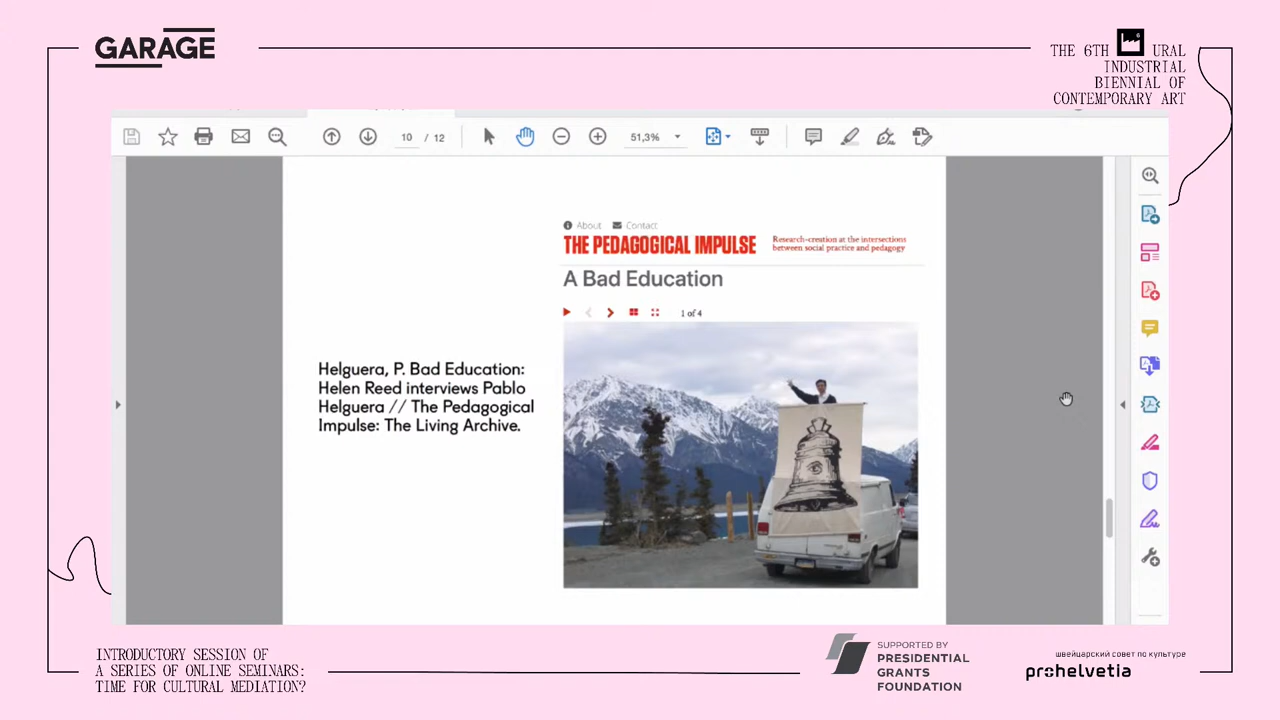 GARAGE
THE 6TH URAL
INDUSTRIAL
BIENNIAL OF
CONTEMPORARY ART
10 / 12
51,3%
About Contact
THE PEDAGOGICAL IMPULSE
Research-creation at the intersections
between social practice and pedagogy
A Bad Education
1 of 4
Helguera, P. Bad Education:
Helen Reed interviews Pablo
Helguera // The Pedagogical
Impulse: The Living Archive.
INTRODUCTORY SESSION OF
A SERIES OF ONLINE SEMINARS:
TIME FOR CULTURAL MEDIATION?
SUPPORTED BY
PRESIDENTIAL
GRANTS
FOUNDATION
швейцарский совет по культуре
prohelvetia